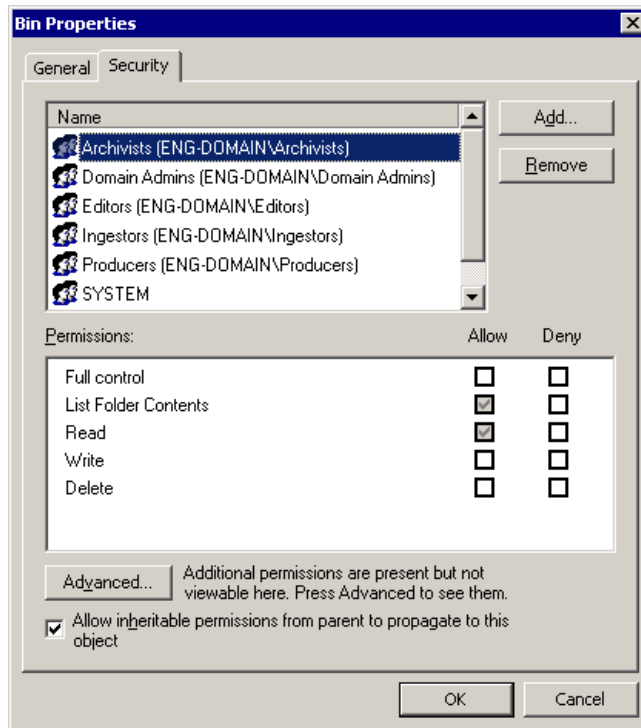 Bin Properties
General Security
Name
Archivists (ENG-DOMAIN\Archivists)
Domain Admins (ENG-DOMAIN\Domain Admins)
Editors (ENG-DOMAIN\Editors)
Ingestors (ENG-DOMAIN\Ingestors)
Producers (ENG-DOMAIN\Producers)
SYSTEM
Add...
Remove
Permissions: Allow Deny
Full control
List Folder Contents
Read
Write
Delete
Advanced...
Additional permissions are present but not
viewable here. Press Advanced to see them.
Allow inheritable permissions from parent to propagate to this
object
OK Cancel